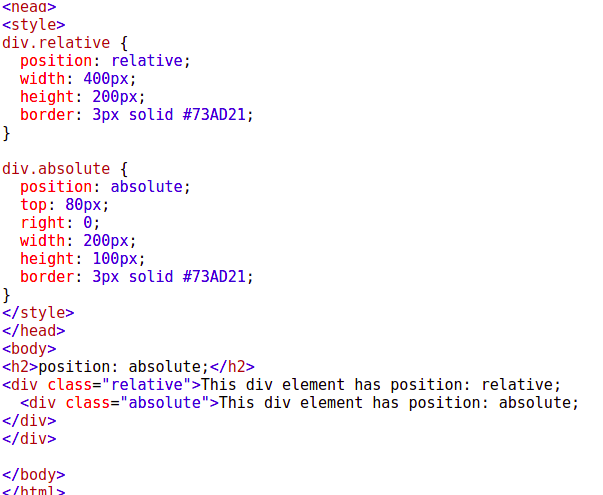 <head>
<style>
div.relative {
  position: relative;
  width: 400px;
  height: 200px;
  border: 3px solid #73AD21;
}

div.absolute {
  position: absolute;
  top: 80px;
  right: 0;
  width: 200px;
  height: 100px;
  border: 3px solid #73AD21;
}
</style>
</head>
<body>
<h2>position: absolute;</h2>
<div class="relative">This div element has position: relative;
  <div class="absolute">This div element has position: absolute;
</div>
</div>

</body>
</html>